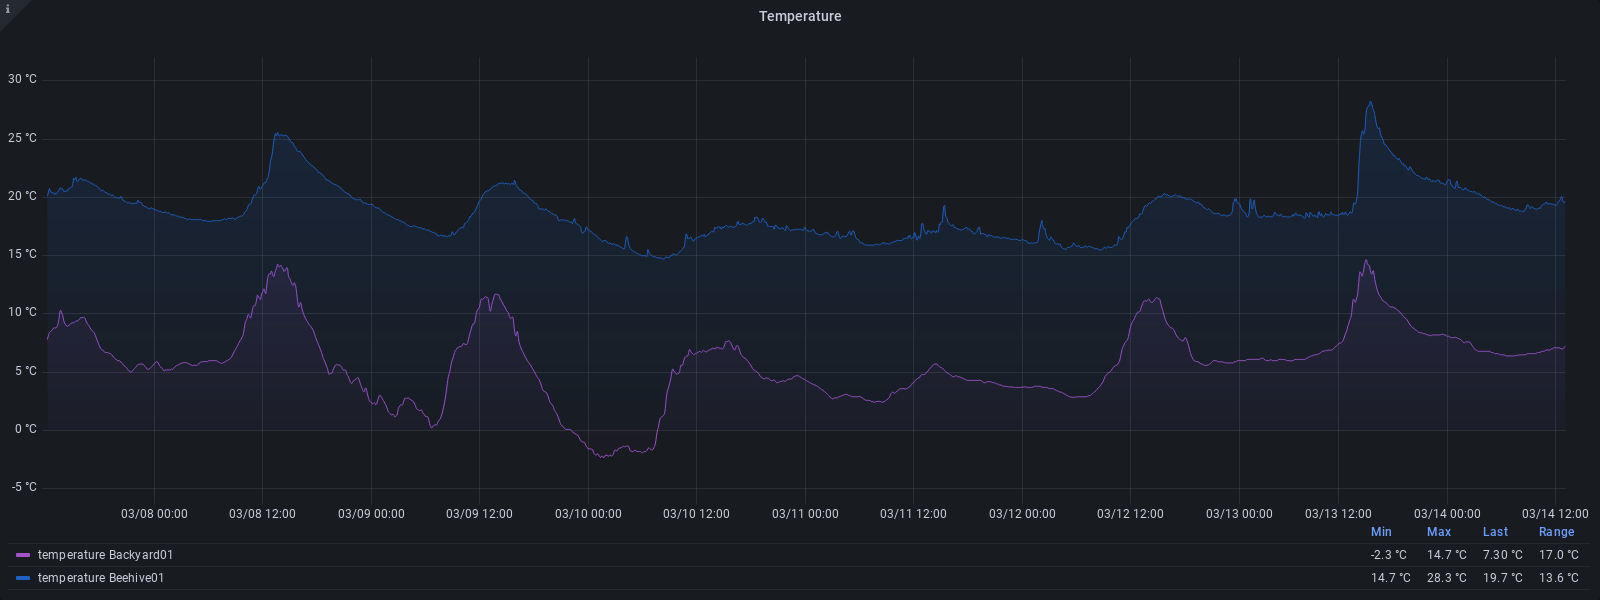 i
Temperature
30 °C
25 °C
20 °C
15 °C
10 °C
5 °C
0 °C
-5 °C
03/08 00:00 03/08 12:00 03/09 00:00 03/09 12:00 03/10 00:00 03/10 12:00 03/11 00:00 03/11 12:00 03/12 00:00 03/12 12:00 03/13 00:00 03/13 12:00 03/14 00:00 03/14 12:00
Min Max Last Range
temperature Backyard01 -2.3 °C 14.7 °C 7.30 °C 17.0 °C
temperature Beehive01 14.7 °C 28.3 °C 19.7 °C 13.6 °C